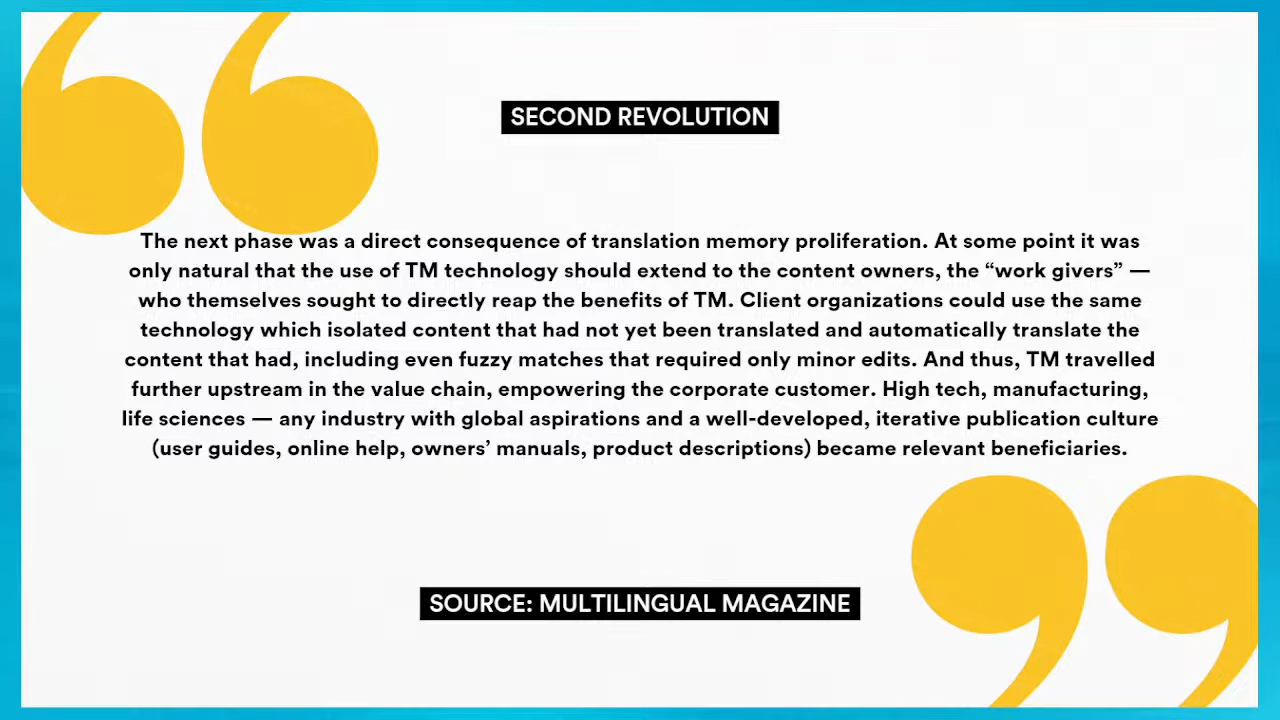 SECOND REVOLUTION
The next phase was a direct consequence of translation memory proliferation. At some point it was
only natural that the use of TM technology should extend to the content owners, the “work givers” —
who themselves sought to directly reap the benefits of TM. Client organizations could use the same
technology which isolated content that had not yet been translated and automatically translate the
content that had, including even fuzzy matches that required only minor edits. And thus, TM travelled
further upstream in the value chain, empowering the corporate customer. High tech, manufacturing,
life sciences — any industry with global aspirations and a well-developed, iterative publication culture
(user guides, online help, owners’ manuals, product descriptions) became relevant beneficiaries.
SOURCE: MULTILINGUAL MAGAZINE